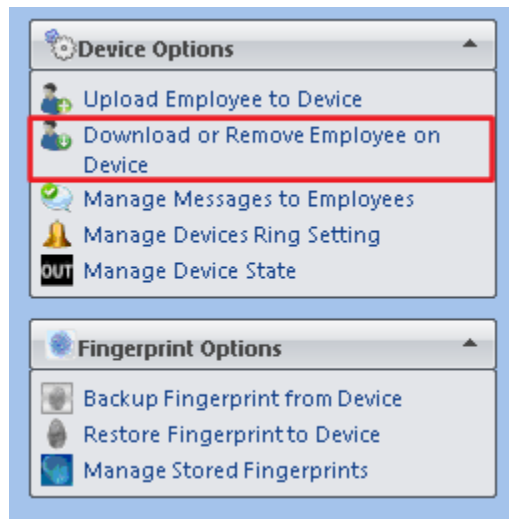 Device Options
Upload Employee to Device
Download or Remove Employee on
Device
Manage Messages to Employees
Manage Devices Ring Setting
OUT Manage Device State
Fingerprint Options
Backup Fingerprint from Device
Restore Fingerprint to Device
Manage Stored Fingerprints